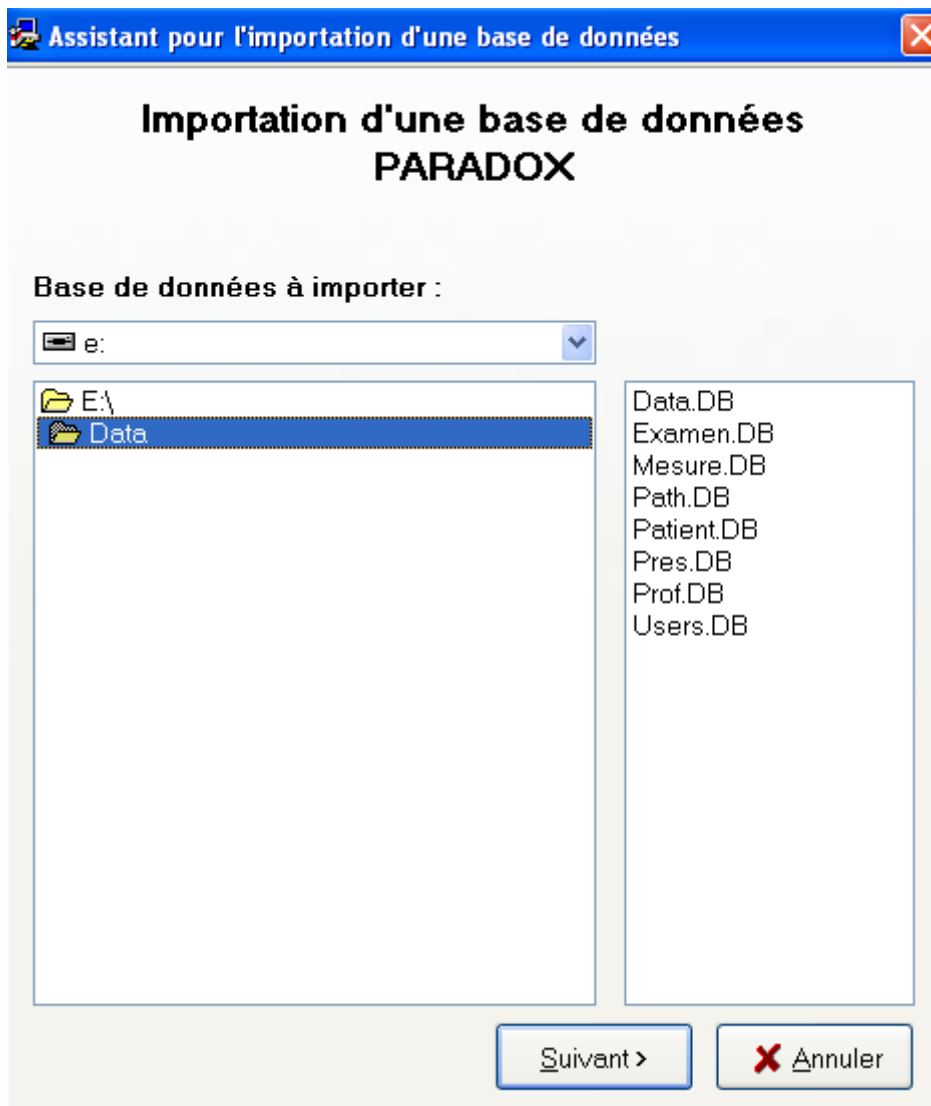 Assistant pour l'importation d'une base de données
Importation d'une base de données
PARADOX
Base de données à importer :
e:
E:\
Data
Data.DB
Examen.DB
Mesure.DB
Path.DB
Patient.DB
Pres.DB
Prof.DB
Users.DB
Suivant >
Annuler